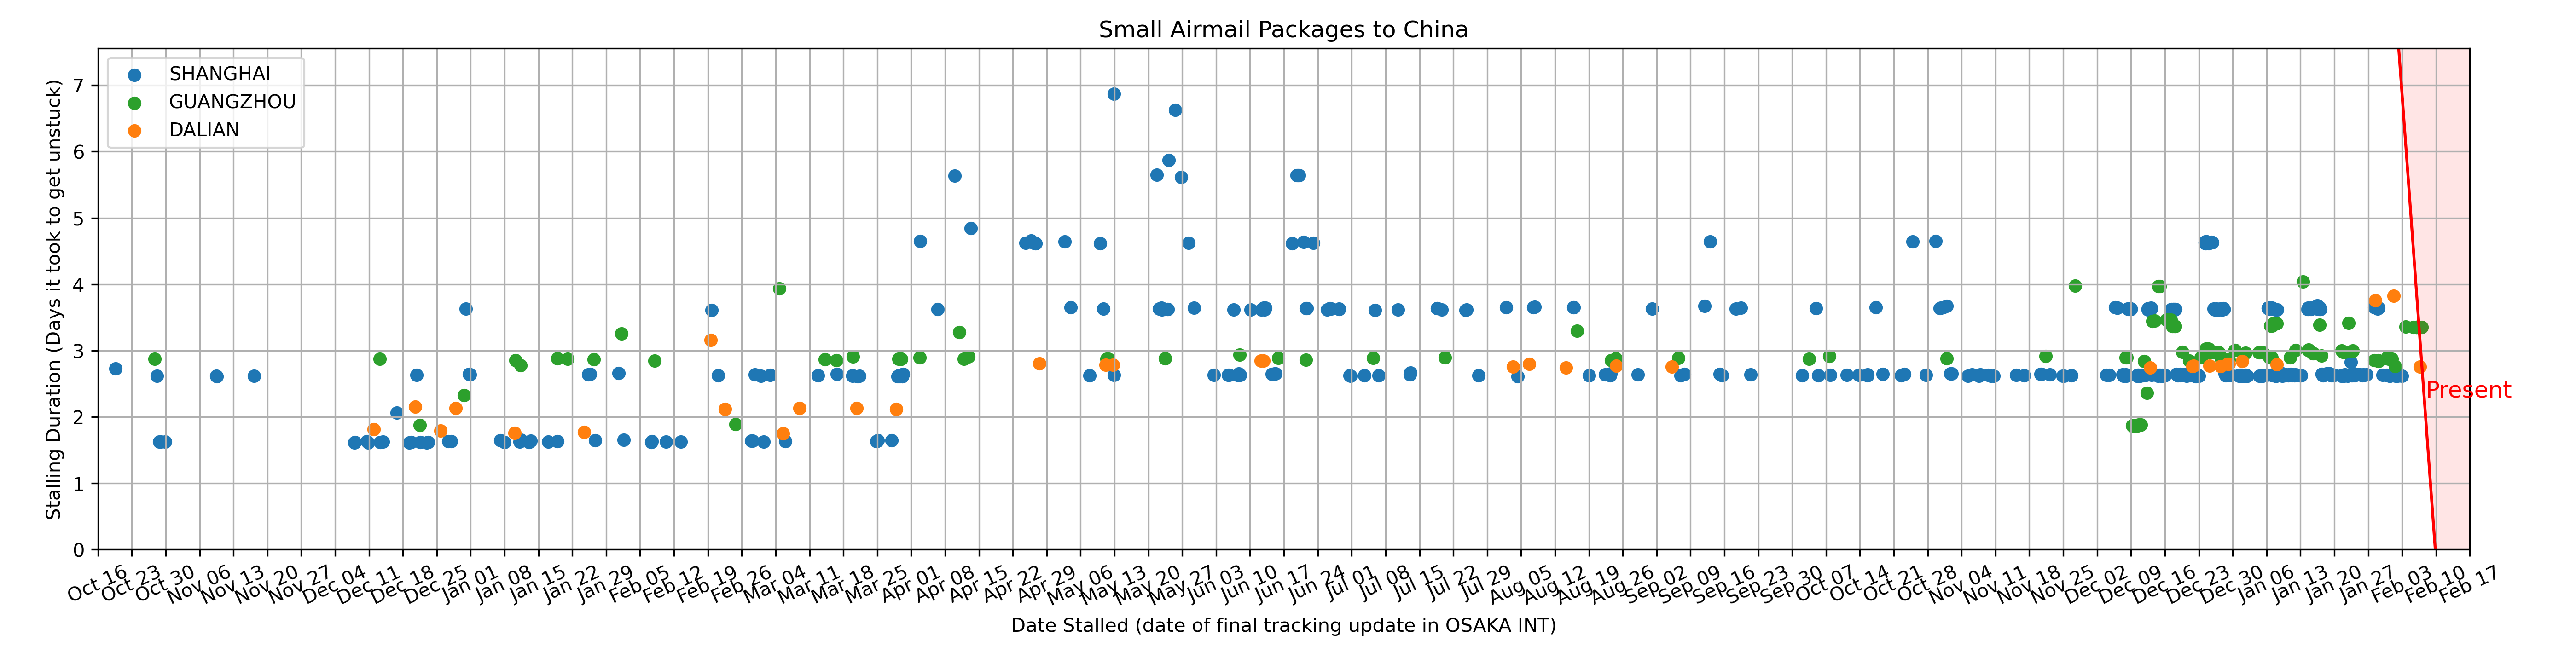 Small Airmail Packages to China
SHANGHAI
GUANGZHOU
DALIAN
Stalling Duration (Days it took to get unstuck)
7
6
5
4
3
2
1
0
Present
Oct 16
Oct 23
Oct 30
Nov 06
Nov 13
Nov 20
Nov 27
Dec 04
Dec 11
Dec 18
Dec 25
Jan 01
Jan 08
Jan 15
Jan 22
Jan 29
Feb 05
Feb 12
Feb 19
Feb 26
Mar 04
Mar 11
Mar 18
Mar 25
Apr 01
Apr 08
Apr 15
Apr 22
Apr 29
May 06
May 13
May 20
May 27
Jun 03
Jun 10
Jun 17
Jun 24
Jul 01
Jul 08
Jul 15
Jul 22
Jul 29
Aug 05
Aug 12
Aug 19
Aug 26
Sep 02
Sep 09
Sep 16
Sep 23
Sep 30
Oct 07
Oct 14
Oct 21
Oct 28
Nov 04
Nov 11
Nov 18
Nov 25
Dec 02
Dec 09
Dec 16
Dec 23
Dec 30
Jan 06
Jan 13
Jan 20
Jan 27
Feb 03
Feb 10
Feb 17
Date Stalled (date of final tracking update in OSAKA INT)